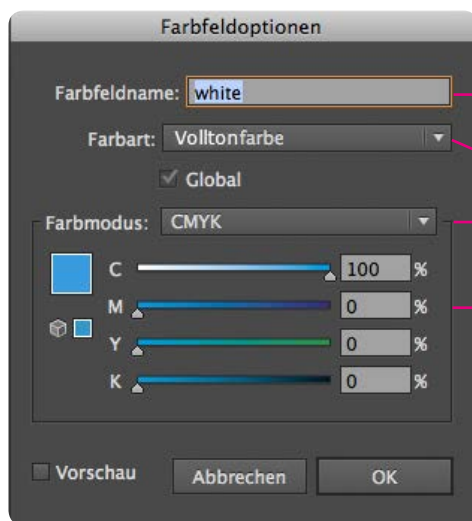 Farbfeldoptionen
Farbfeldname: white
Farbart: Volltonfarbe
Global
Farbmodus: CMYK
C 100 %
M 0 %
Y 0 %
K 0 %
Vorschau Abbrechen OK